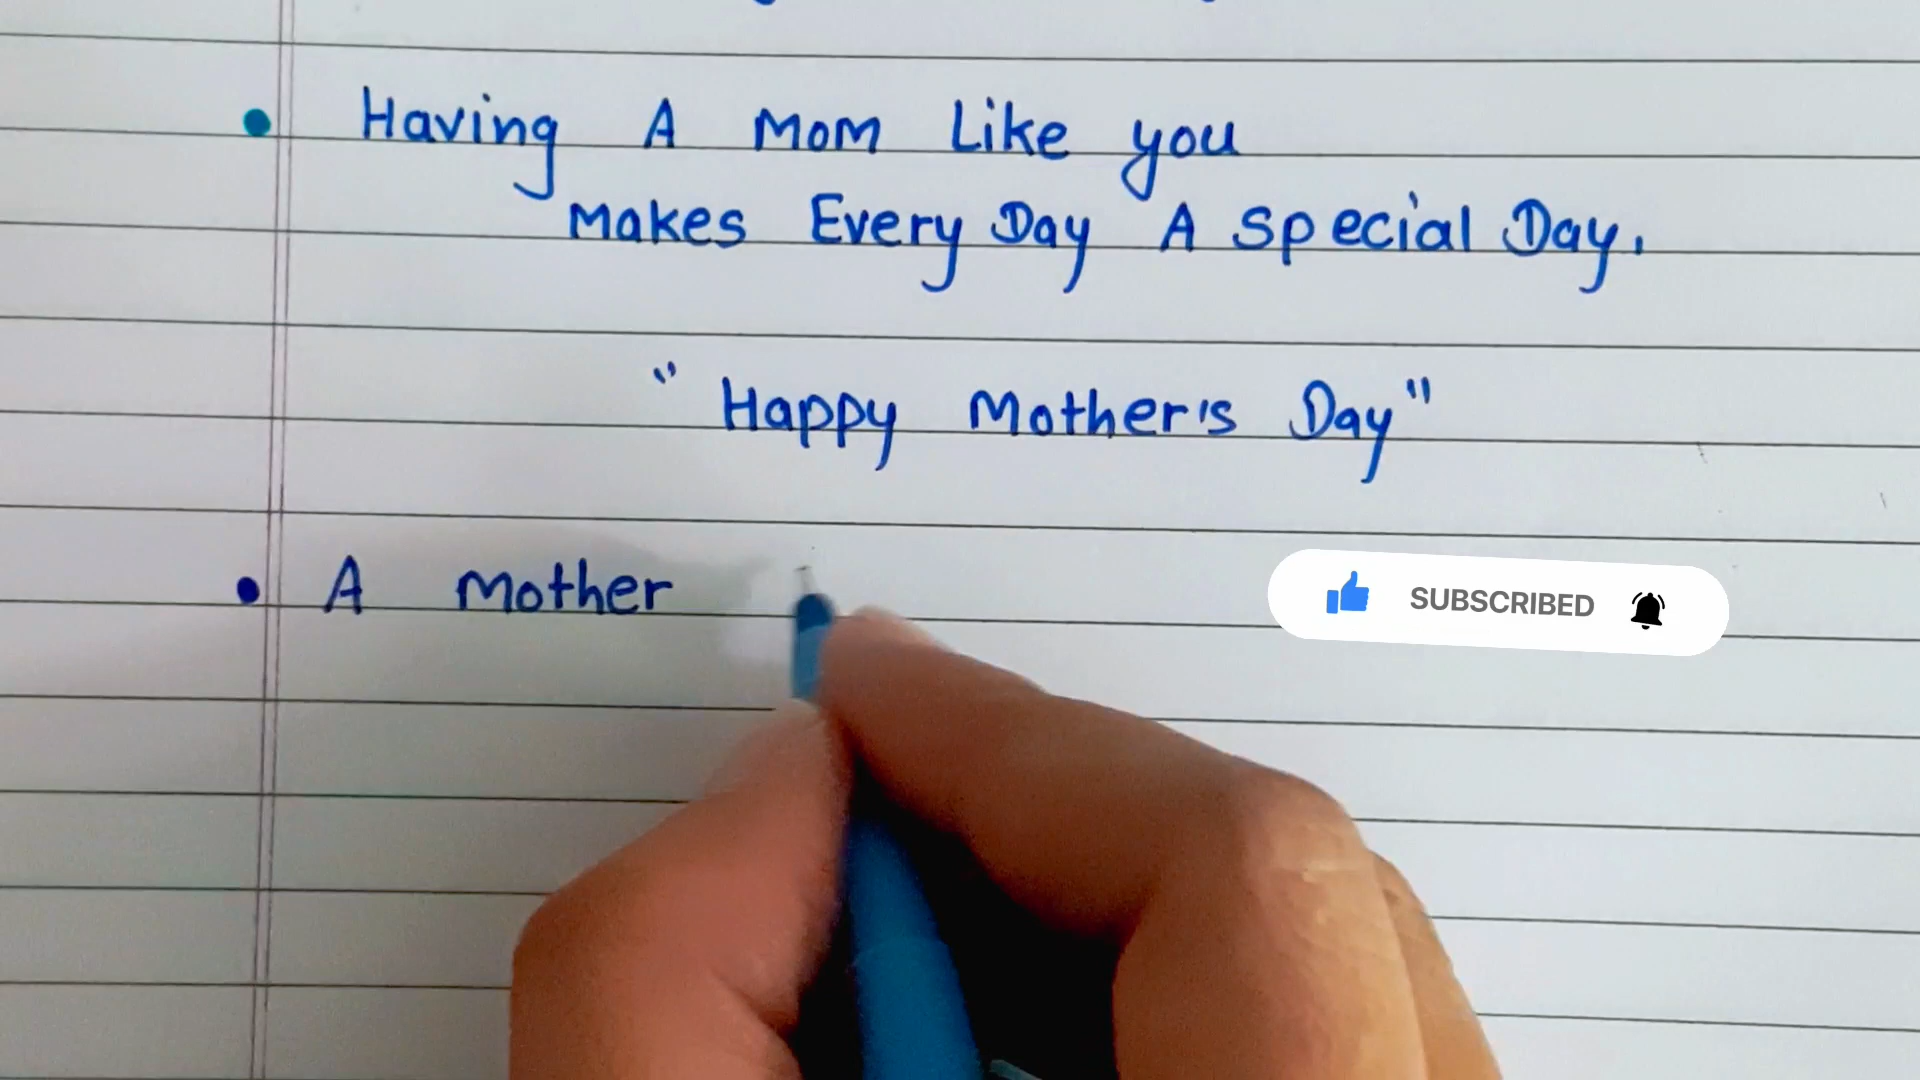 • Having A Mom Like you
makes Every Day A special Day.
"Happy Mother's Day"
• A Mother
SUBSCRIBED